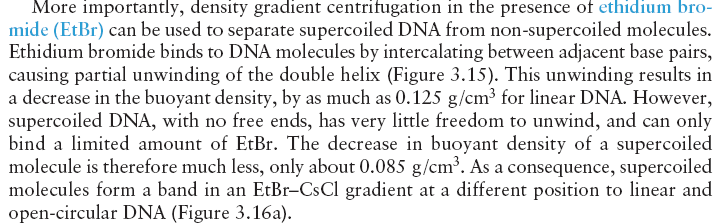 More importantly, density gradient centrifugation in the presence of ethidium bro-
mide (EtBr) can be used to separate supercoiled DNA from non-supercoiled molecules.
Ethidium bromide binds to DNA molecules by intercalating between adjacent base pairs,
causing partial unwinding of the double helix (Figure 3.15). This unwinding results in
a decrease in the buoyant density, by as much as 0.125 g/cm³ for linear DNA. However,
supercoiled DNA, with no free ends, has very little freedom to unwind, and can only
bind a limited amount of EtBr. The decrease in buoyant density of a supercoiled
molecule is therefore much less, only about 0.085 g/cm³. As a consequence, supercoiled
molecules form a band in an EtBr–CsCl gradient at a different position to linear and
open-circular DNA (Figure 3.16a).